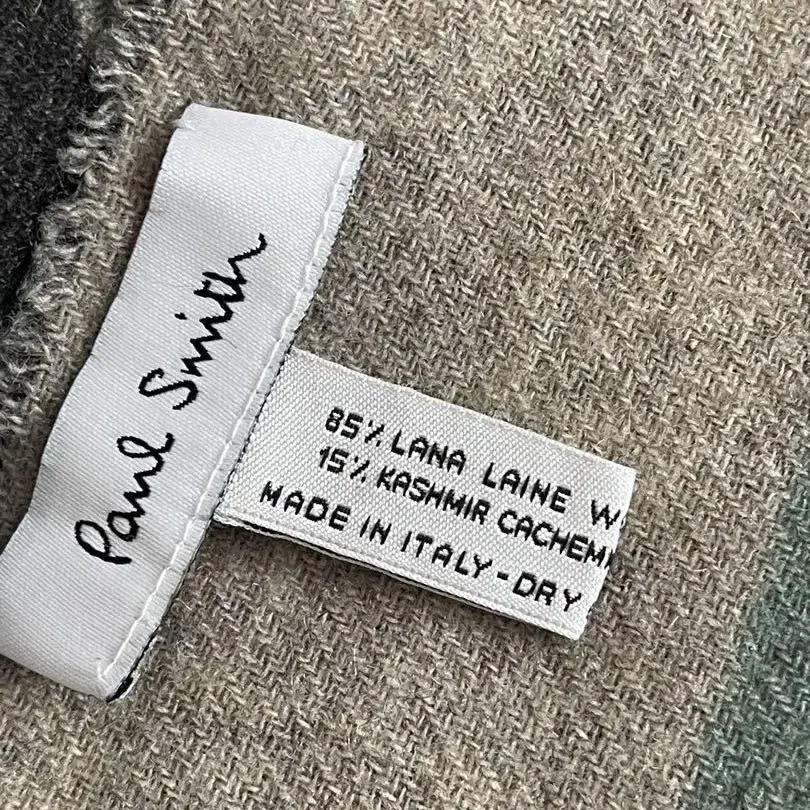 Paul Smith
85% LANA LAINE
15% KASHMIR
MADE IN ITALY-DRY